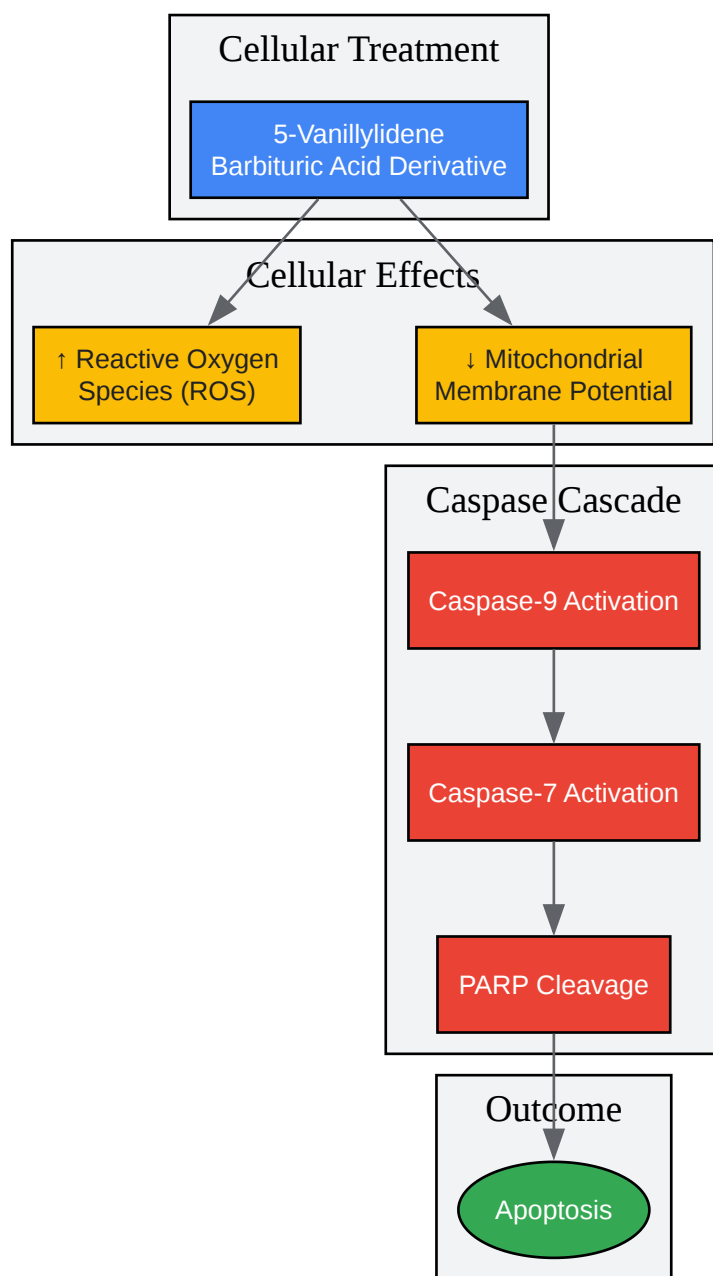 Cellular Treatment
5-Vanillylidene
Barbituric Acid Derivative
Cellular Effects
↑ Reactive Oxygen
Species (ROS)
↓ Mitochondrial
Membrane Potential
Caspase Cascade
Caspase-9 Activation
Caspase-7 Activation
PARP Cleavage
Outcome
Apoptosis